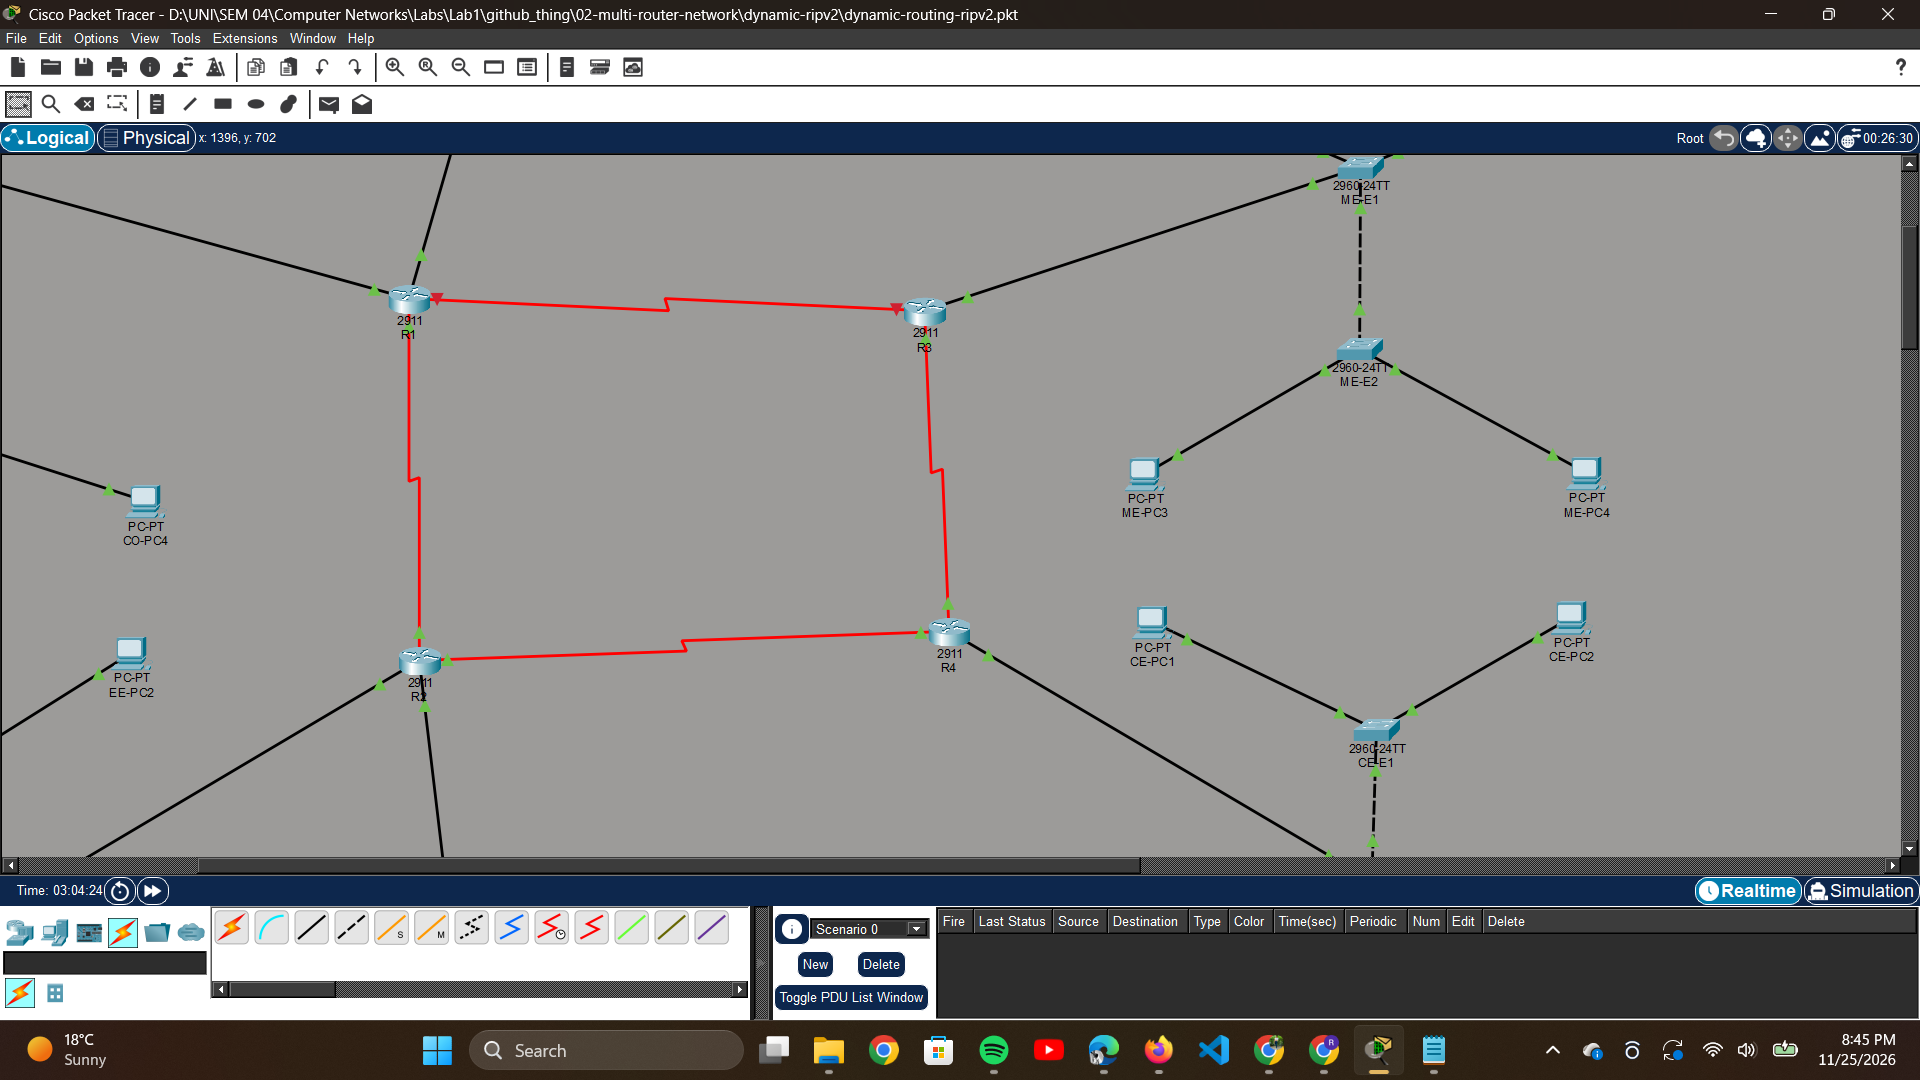 Cisco Packet Tracer - D:\UNI\SEM 04\Computer Networks\Labs\Lab1\github_thing\02-multi-router-network\dynamic-ripv2\dynamic-routing-ripv2.pkt
File Edit Options View Tools Extensions Window Help
?
Logical Physical x: 1396, y: 702 Root 00:26:30
2960-24TT
ME-E1
2911
R1
2911
R3
2960-24TT
ME-E2
PC-PT
ME-PC3
PC-PT
ME-PC4
PC-PT
CO-PC4
PC-PT
CE-PC1
PC-PT
CE-PC2
PC-PT
EE-PC2
2911
R2
2911
R4
2960-24TT
CE-E1
Time: 03:04:24 Realtime Simulation
S M
Scenario 0
New Delete
Toggle PDU List Window
Fire Last Status Source Destination Type Color Time(sec) Periodic Num Edit Delete
18°C
Sunny
Search
8:45 PM
11/25/2026